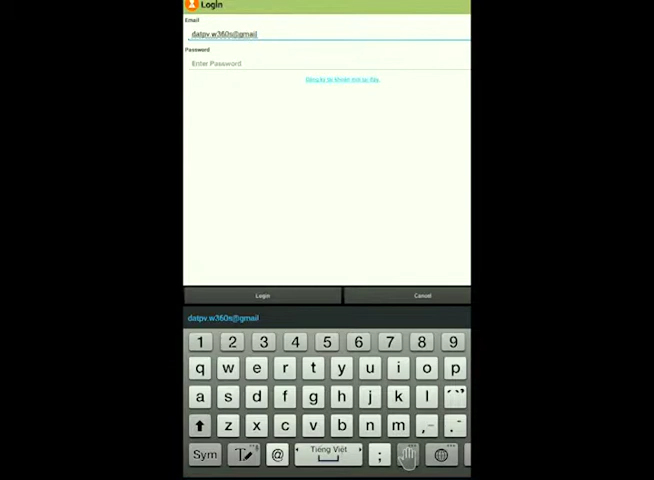 Login
Email
datpv.w360s@gmail
Password
Enter Password
Login Cancel
datpv.w360s@gmail
1 2 3 4 5 6 7 8 9
q w e r t y u i o p
a s d f g h j k l
z x c v b n m , .
Sym T @ Tiếng Việt ;